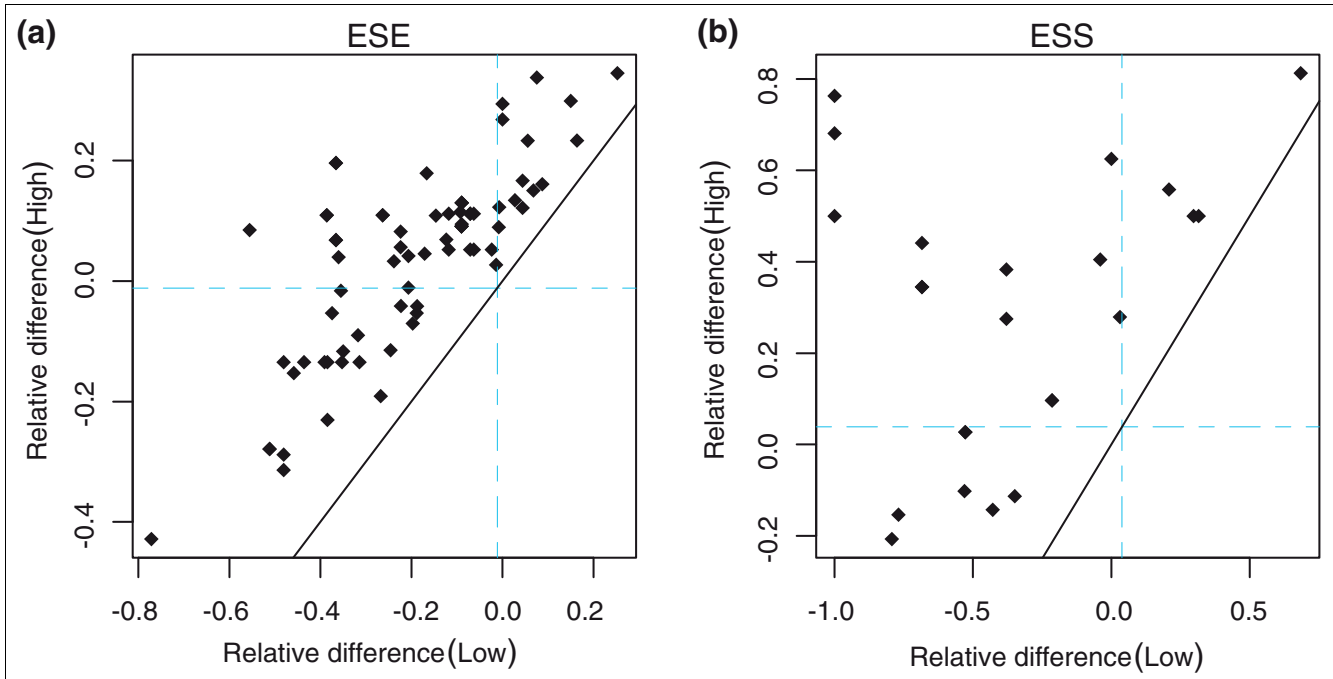 (a)
ESE
Relative difference(High)
0.2
0.0
-0.2
-0.4
-0.8 -0.6 -0.4 -0.2 0.0 0.2
Relative difference(Low)
(b)
ESS
Relative difference(High)
0.8
0.6
0.4
0.2
0.0
-0.2
-1.0 -0.5 0.0 0.5
Relative difference(Low)